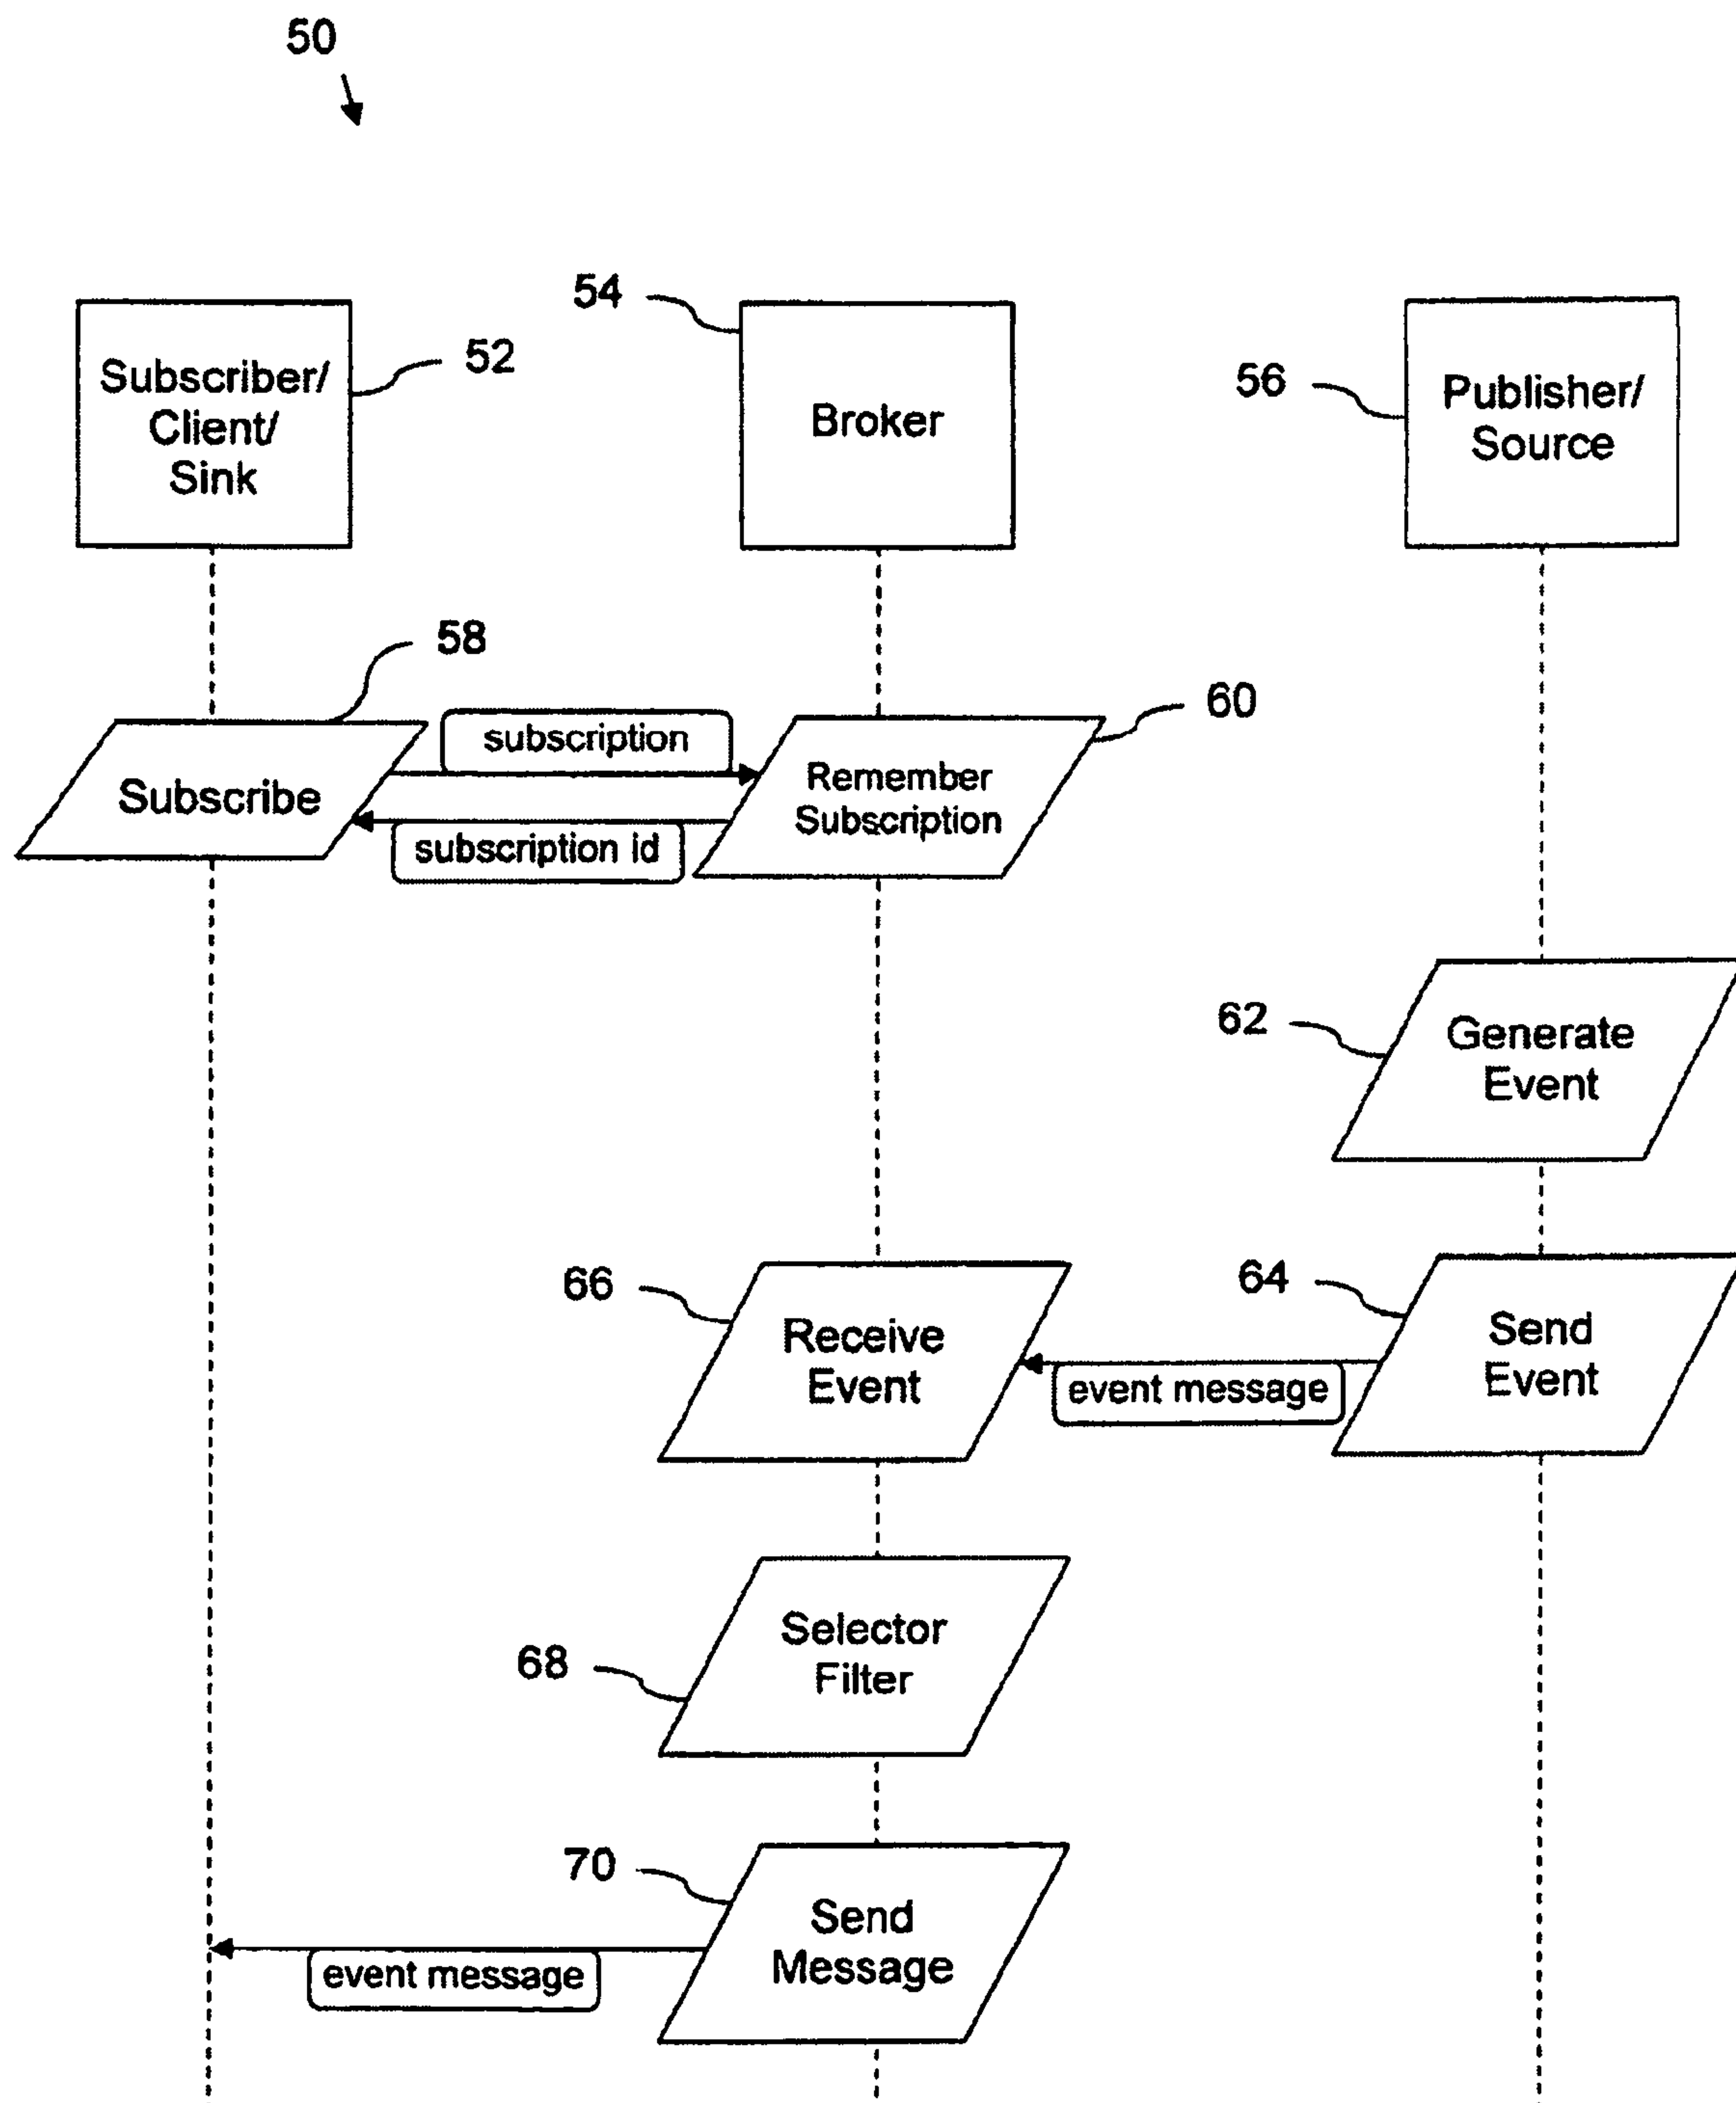 50
54
52
56
Subscriber/
Client/
Sink
Broker
Publisher/
Source
58
60
subscription
Subscribe
Remember
Subscription
subscription id
62
Generate
Event
66
64
Receive
Event
event message
Send
Event
68
Selector
Filter
70
Send
Message
event message